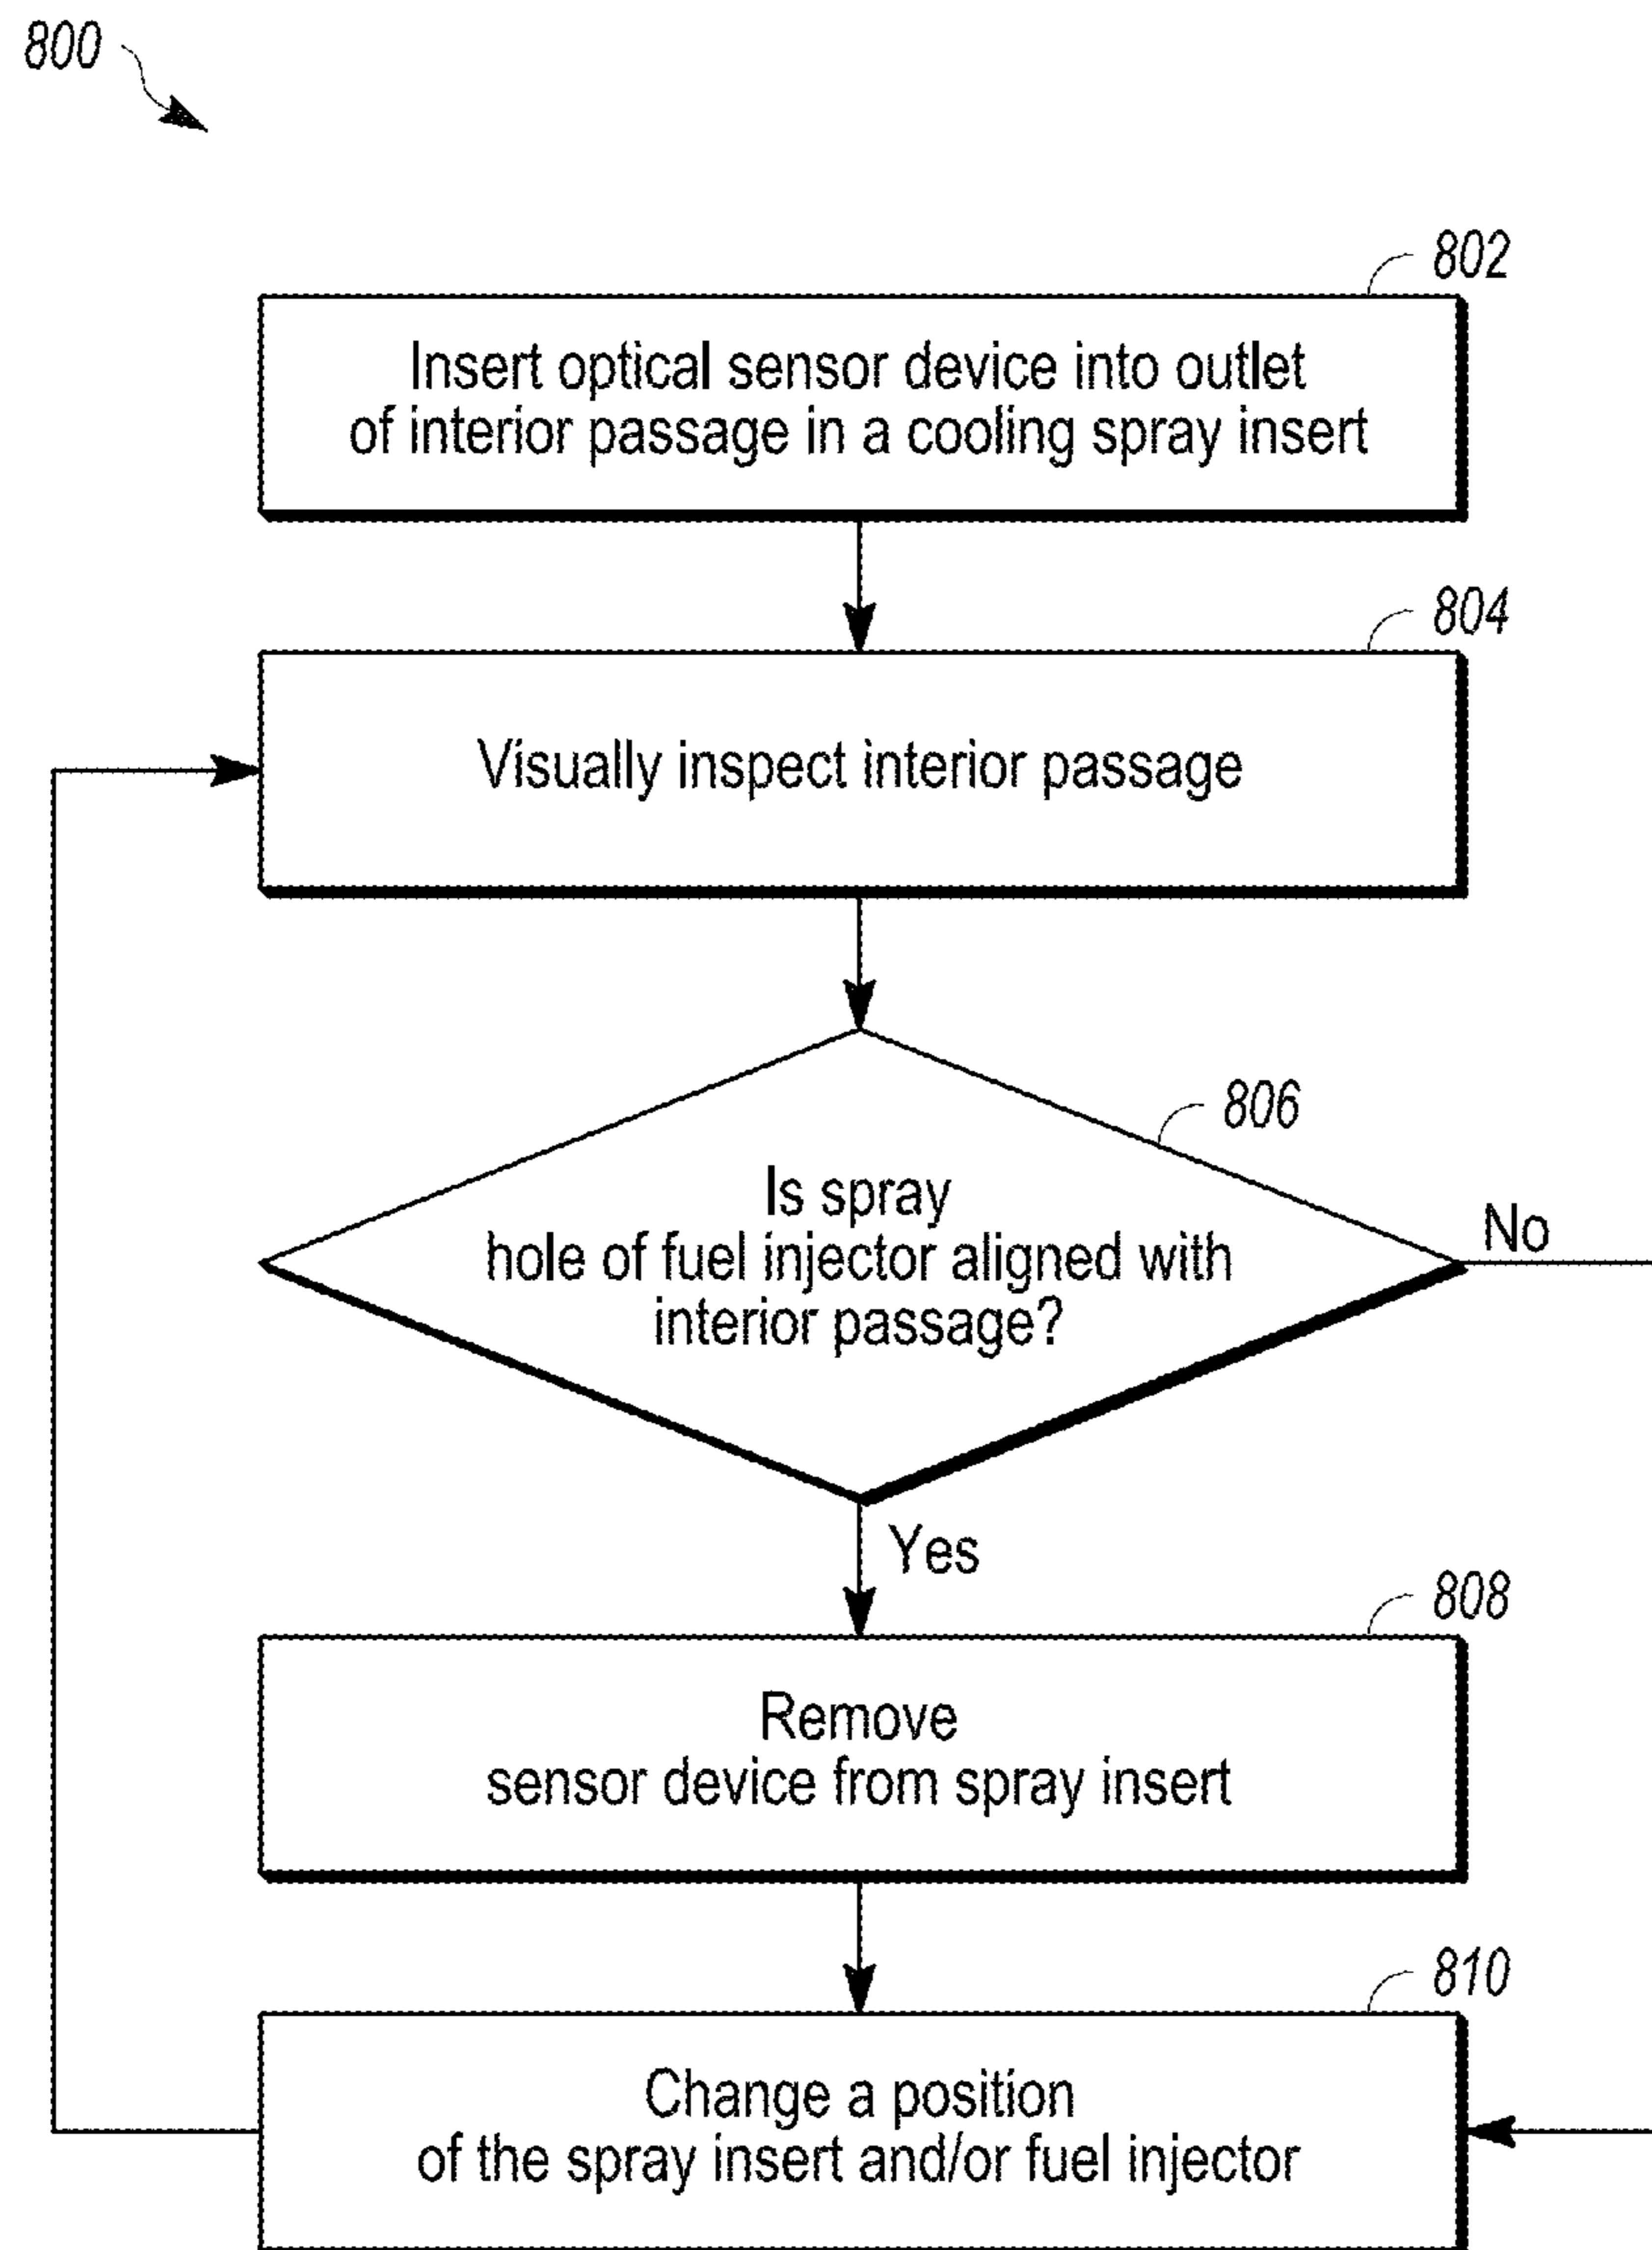 800
802
Insert optical sensor device into outlet
of interior passage in a cooling spray insert
804
Visually inspect interior passage
806
Is spray
hole of fuel injector aligned with
interior passage?
No
Yes
808
Remove
sensor device from spray insert
810
Change a position
of the spray insert and/or fuel injector